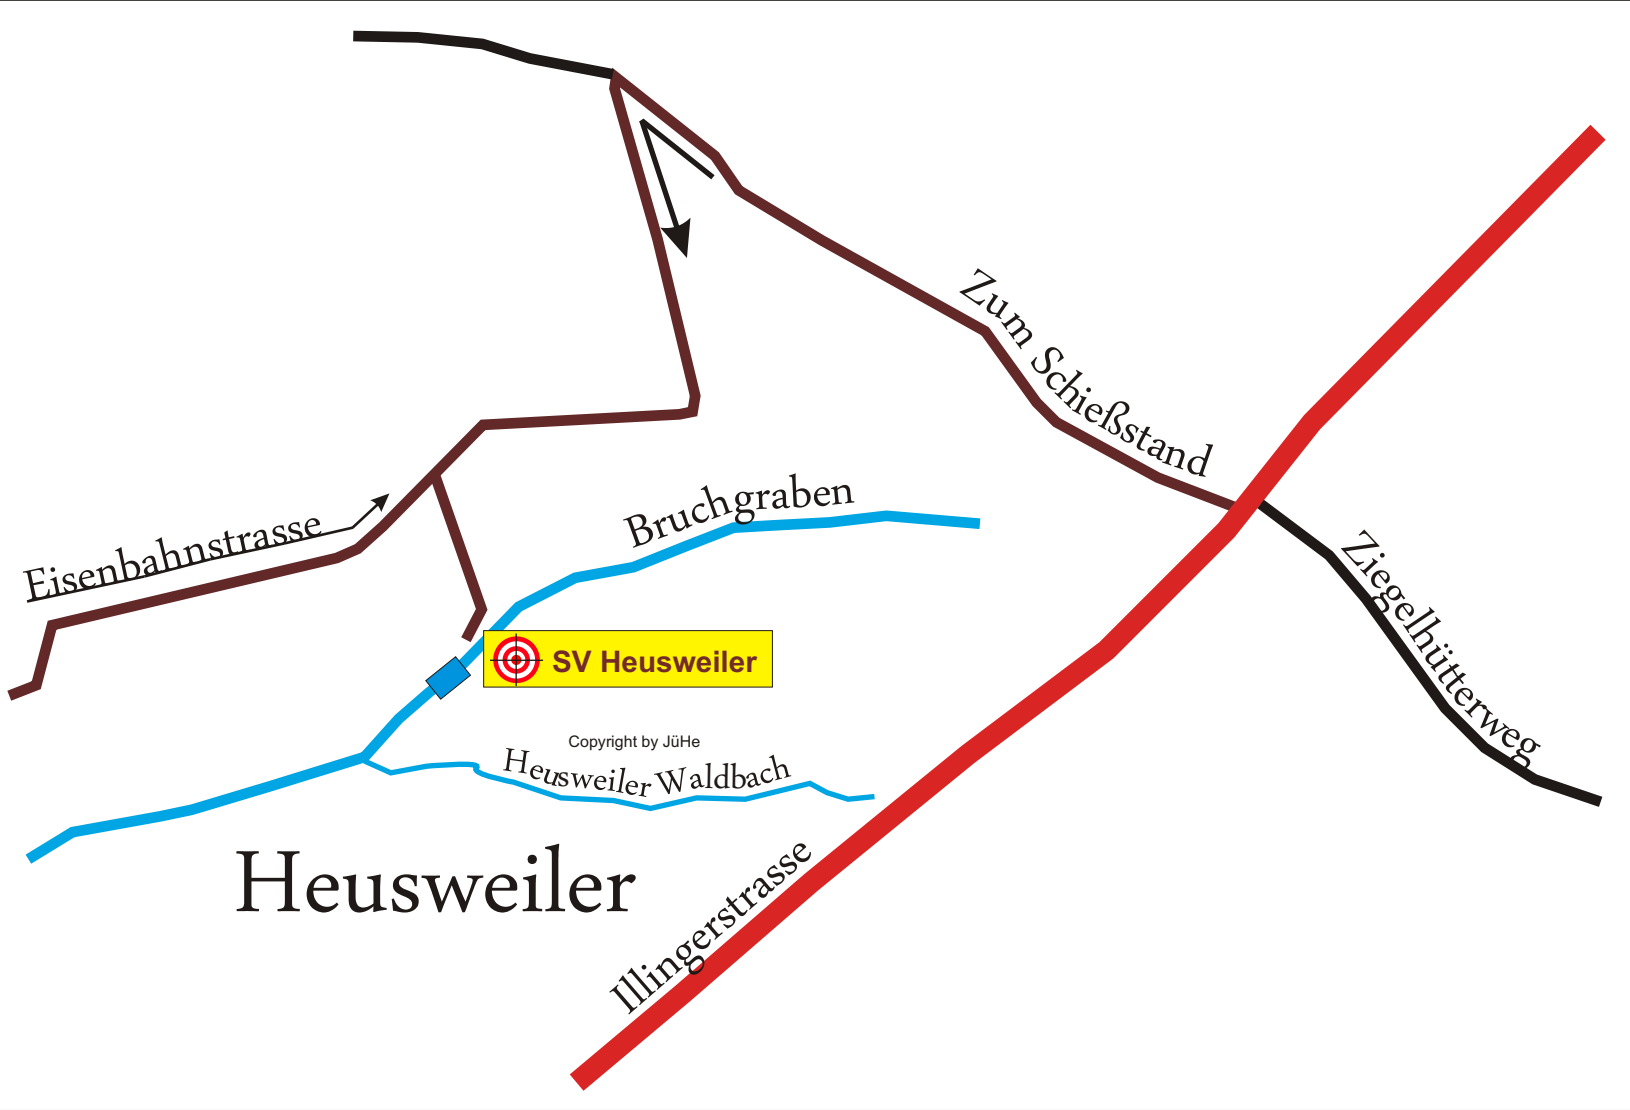 Zum Schießstand
Bruchgraben
Eisenbahnstrasse
Ziegelhütterweg
SV Heusweiler
Copyright by JüHe
Heusweiler Waldbach
Heusweiler
Illingerstrasse